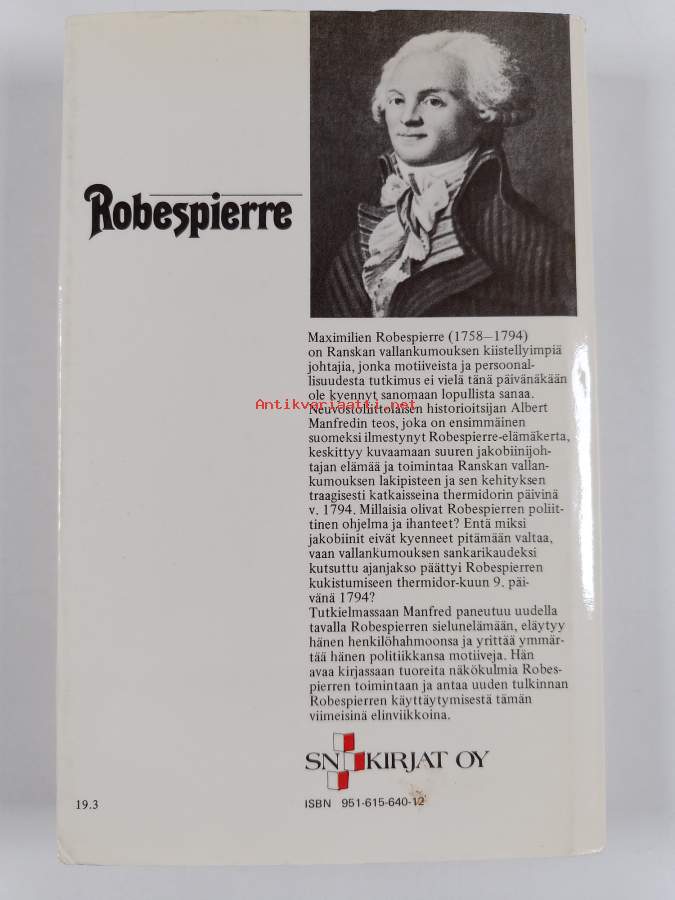 Robespierre
Maximilien Robespierre (1758–1794)
on Ranskan vallankumouksen kiistellyimpiä
johtajia, jonka motiiveista ja persoonal-
lisuudesta tutkimus ei vielä tänä päivänäkään
ole kyennyt sanomaan lopullista sanaa.
Antikvariaatti.net
Neuvostoliittolaisen historioitsijan Albert
Manfredin teos, joka on ensimmäinen
suomeksi ilmestynyt Robespierre-elämäkerta,
keskittyy kuvaamaan suuren jakobiinijoh-
tajan elämää ja toimintaa Ranskan vallan-
kumouksen lakipisteen ja sen kehityksen
traagisesti katkaisseina thermidorin päivinä
v. 1794. Millaisia olivat Robespierren poliit-
tinen ohjelma ja ihanteet? Entä miksi
jakobiinit eivät kyenneet pitämään valtaa,
vaan vallankumouksen sankarikaudeksi
kutsuttu ajanjakso päättyi Robespierren
kukistumiseen thermidor-kuun 9. päi-
vänä 1794?
Tutkielmassaan Manfred paneutuu uudella
tavalla Robespierren sielunelämään, eläytyy
hänen henkilöhahmoonsa ja yrittää ymmär-
tää hänen politiikkansa motiiveja. Hän
avaa kirjassaan tuoreita näkökulmia Robes-
pierren toimintaan ja antaa uuden tulkinnan
Robespierren käyttäytymisestä tämän
viimeisinä elinviikkoina.
SN KIRJAT OY
19.3
ISBN 951-615-640-12